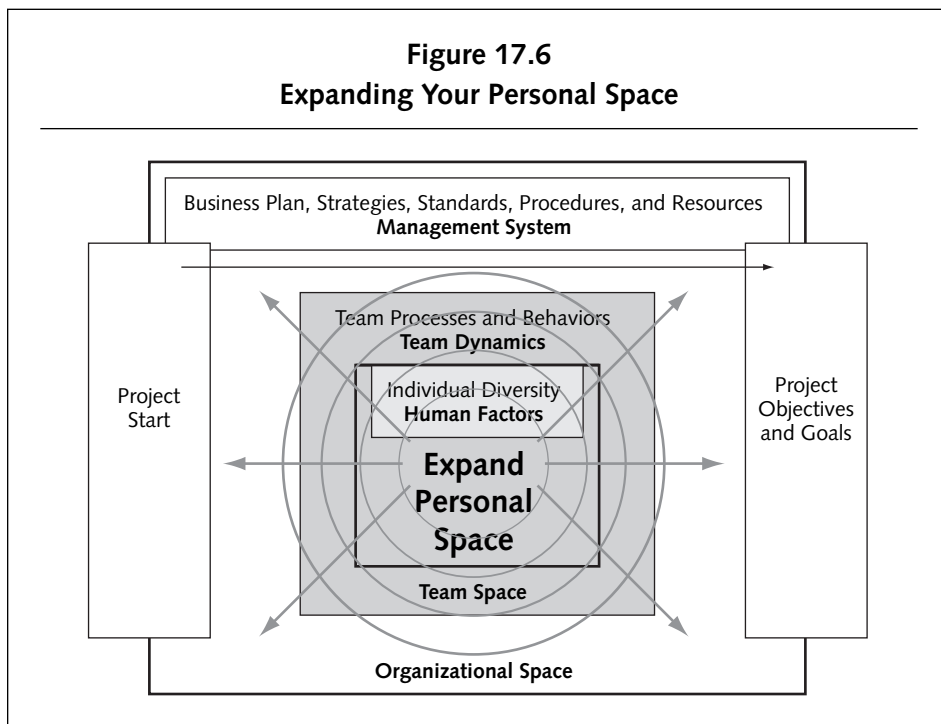 Figure 17.6
Expanding Your Personal Space
Business Plan, Strategies, Standards, Procedures, and Resources
Management System
Team Processes and Behaviors
Team Dynamics
Individual Diversity
Human Factors
Project
Start
Project
Objectives
and Goals
Expand
Personal
Space
Team Space
Organizational Space